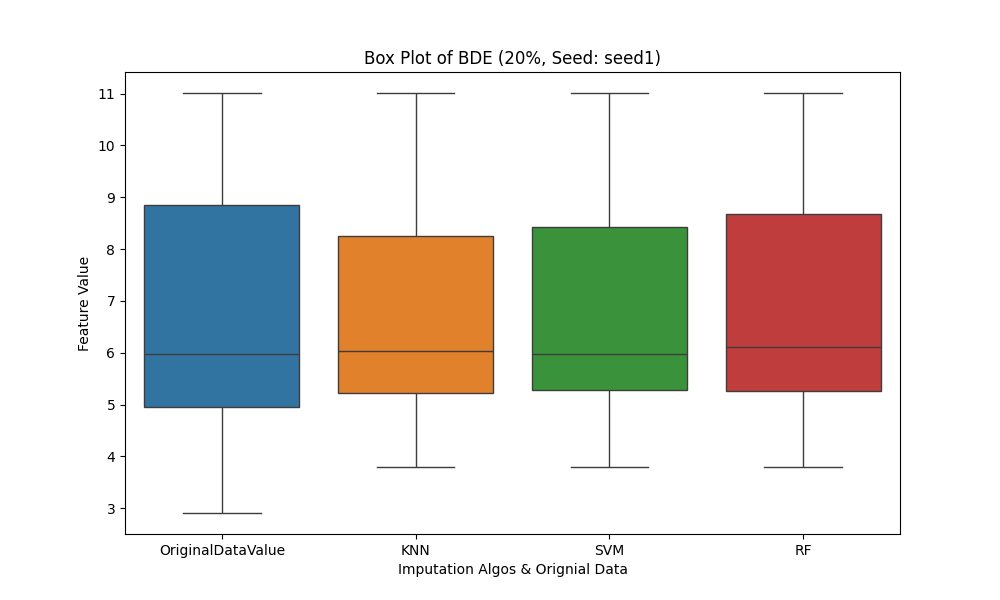 Box Plot of BDE (20%, Seed: seed1)
11
10
9
8
7
6
5
4
3
Feature Value
OriginalDataValue
KNN
SVM
RF
Imputation Algos & Orignial Data